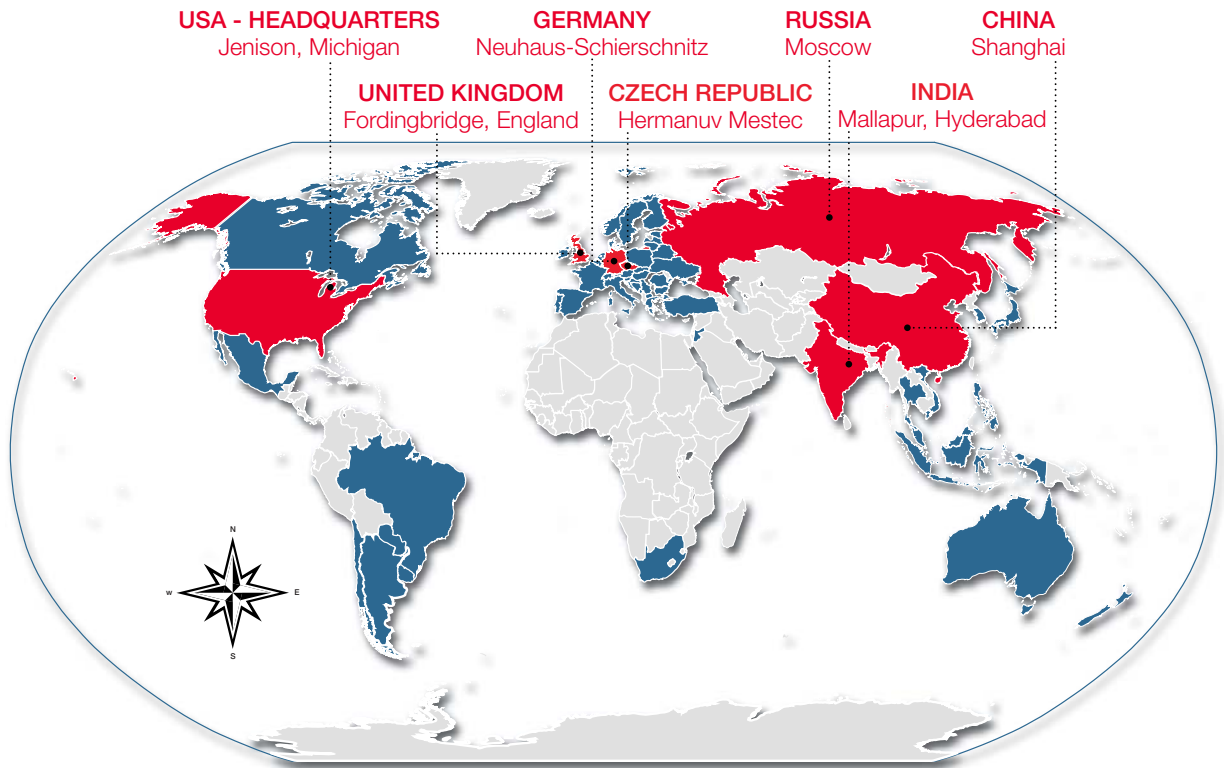 USA - HEADQUARTERS
Jenison, Michigan
GERMANY
Neuhaus-Schierschnitz
RUSSIA
Moscow
CHINA
Shanghai
UNITED KINGDOM
Fordingbridge, England
CZECH REPUBLIC
Hermanuv Mestec
INDIA
Mallapur, Hyderabad
N
W
E
S